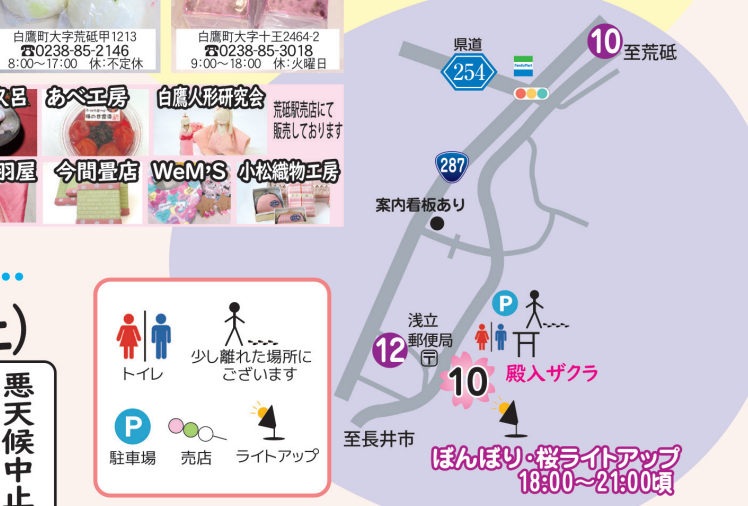 白鷹町大字荒砥甲1213
☎0238-85-2146
8:00～17:00 休:不定休
白鷹町大字十王2464-2
☎0238-85-3018
9:00～18:00 休:火曜日
あべ工房
白鷹人形研究会
荒砥駅売店にて
販売しております
今間畳店
WeM'S
小松織物工房
県道
254
FamilyMart
10
至荒砥
287
案内看板あり
P
浅立
郵便局
12
10
殿入ザクラ
至長井市
ぼんぼり・桜ライトアップ
18:00～21:00頃
トイレ
少し離れた場所に
ございます
P
駐車場
売店
ライトアップ
悪天候中止